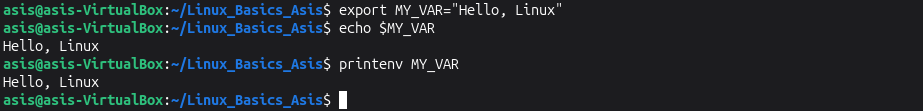 asis@asis-VirtualBox:~/Linux_Basics_Asis$ export MY_VAR="Hello, Linux"
asis@asis-VirtualBox:~/Linux_Basics_Asis$ echo $MY_VAR
Hello, Linux
asis@asis-VirtualBox:~/Linux_Basics_Asis$ printenv MY_VAR
Hello, Linux
asis@asis-VirtualBox:~/Linux_Basics_Asis$